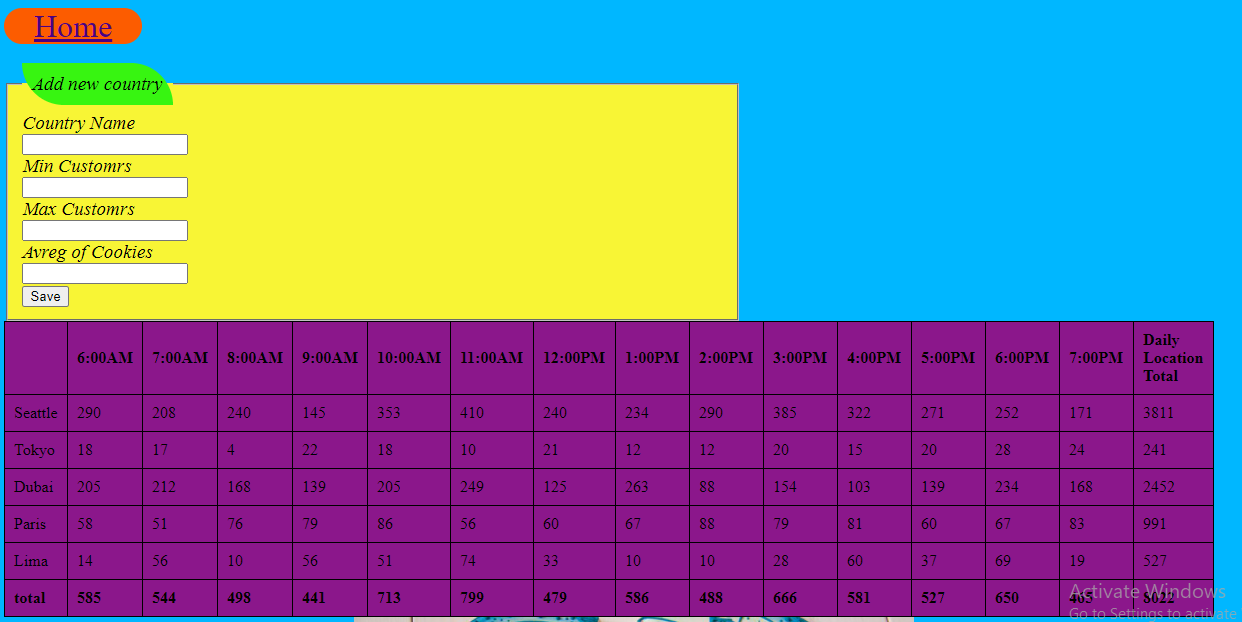 Home
Add new country
Country Name
Min Customrs
Max Customrs
Avreg of Cookies
Save
6:00AM 7:00AM 8:00AM 9:00AM 10:00AM 11:00AM 12:00PM 1:00PM 2:00PM 3:00PM 4:00PM 5:00PM 6:00PM 7:00PM Daily Location Total
Seattle 290 208 240 145 353 410 240 234 290 385 322 271 252 171 3811
Tokyo 18 17 4 22 18 10 21 12 12 20 15 20 28 24 241
Dubai 205 212 168 139 205 249 125 263 88 154 103 139 234 168 2452
Paris 58 51 76 79 86 56 60 67 88 79 81 60 67 83 991
Lima 14 56 10 56 51 74 33 10 10 28 60 37 69 19 527
total 585 544 498 441 713 799 479 586 488 666 581 527 650 465 8022
Activate Windows
Go to Settings to activate